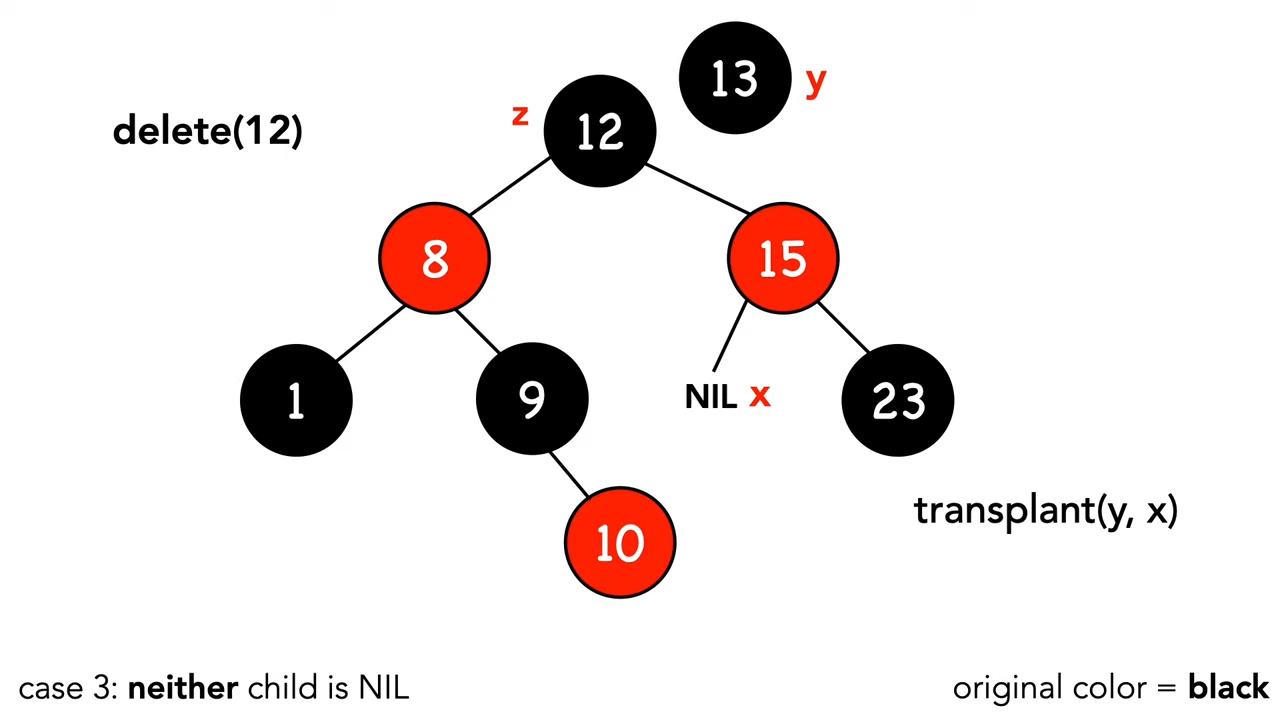 13 y
z 12
delete(12)
8
15
1
9
NIL x
23
10
transplant(y, x)
case 3: neither child is NIL
original color = black